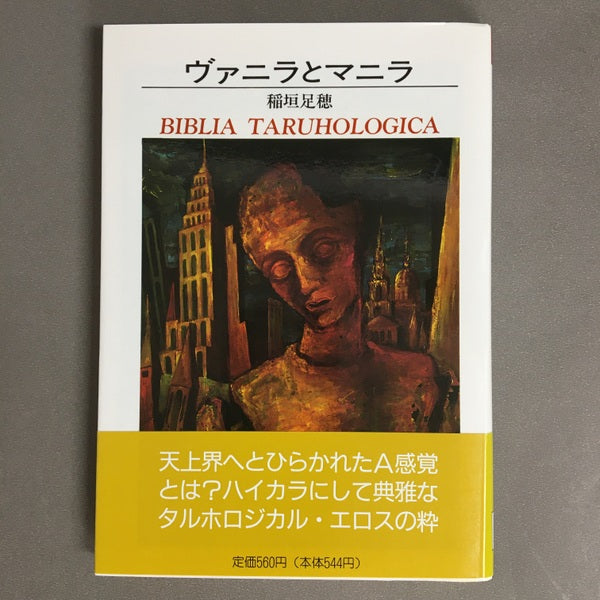 ヴァニラとマニラ
稲垣足穂
BIBLIA TARUHOLOGICA
天上界へとひらかれたA感覚
とは？ハイカラにして典雅な
タルホロジカル・エロスの粋
定価560円（本体544円）